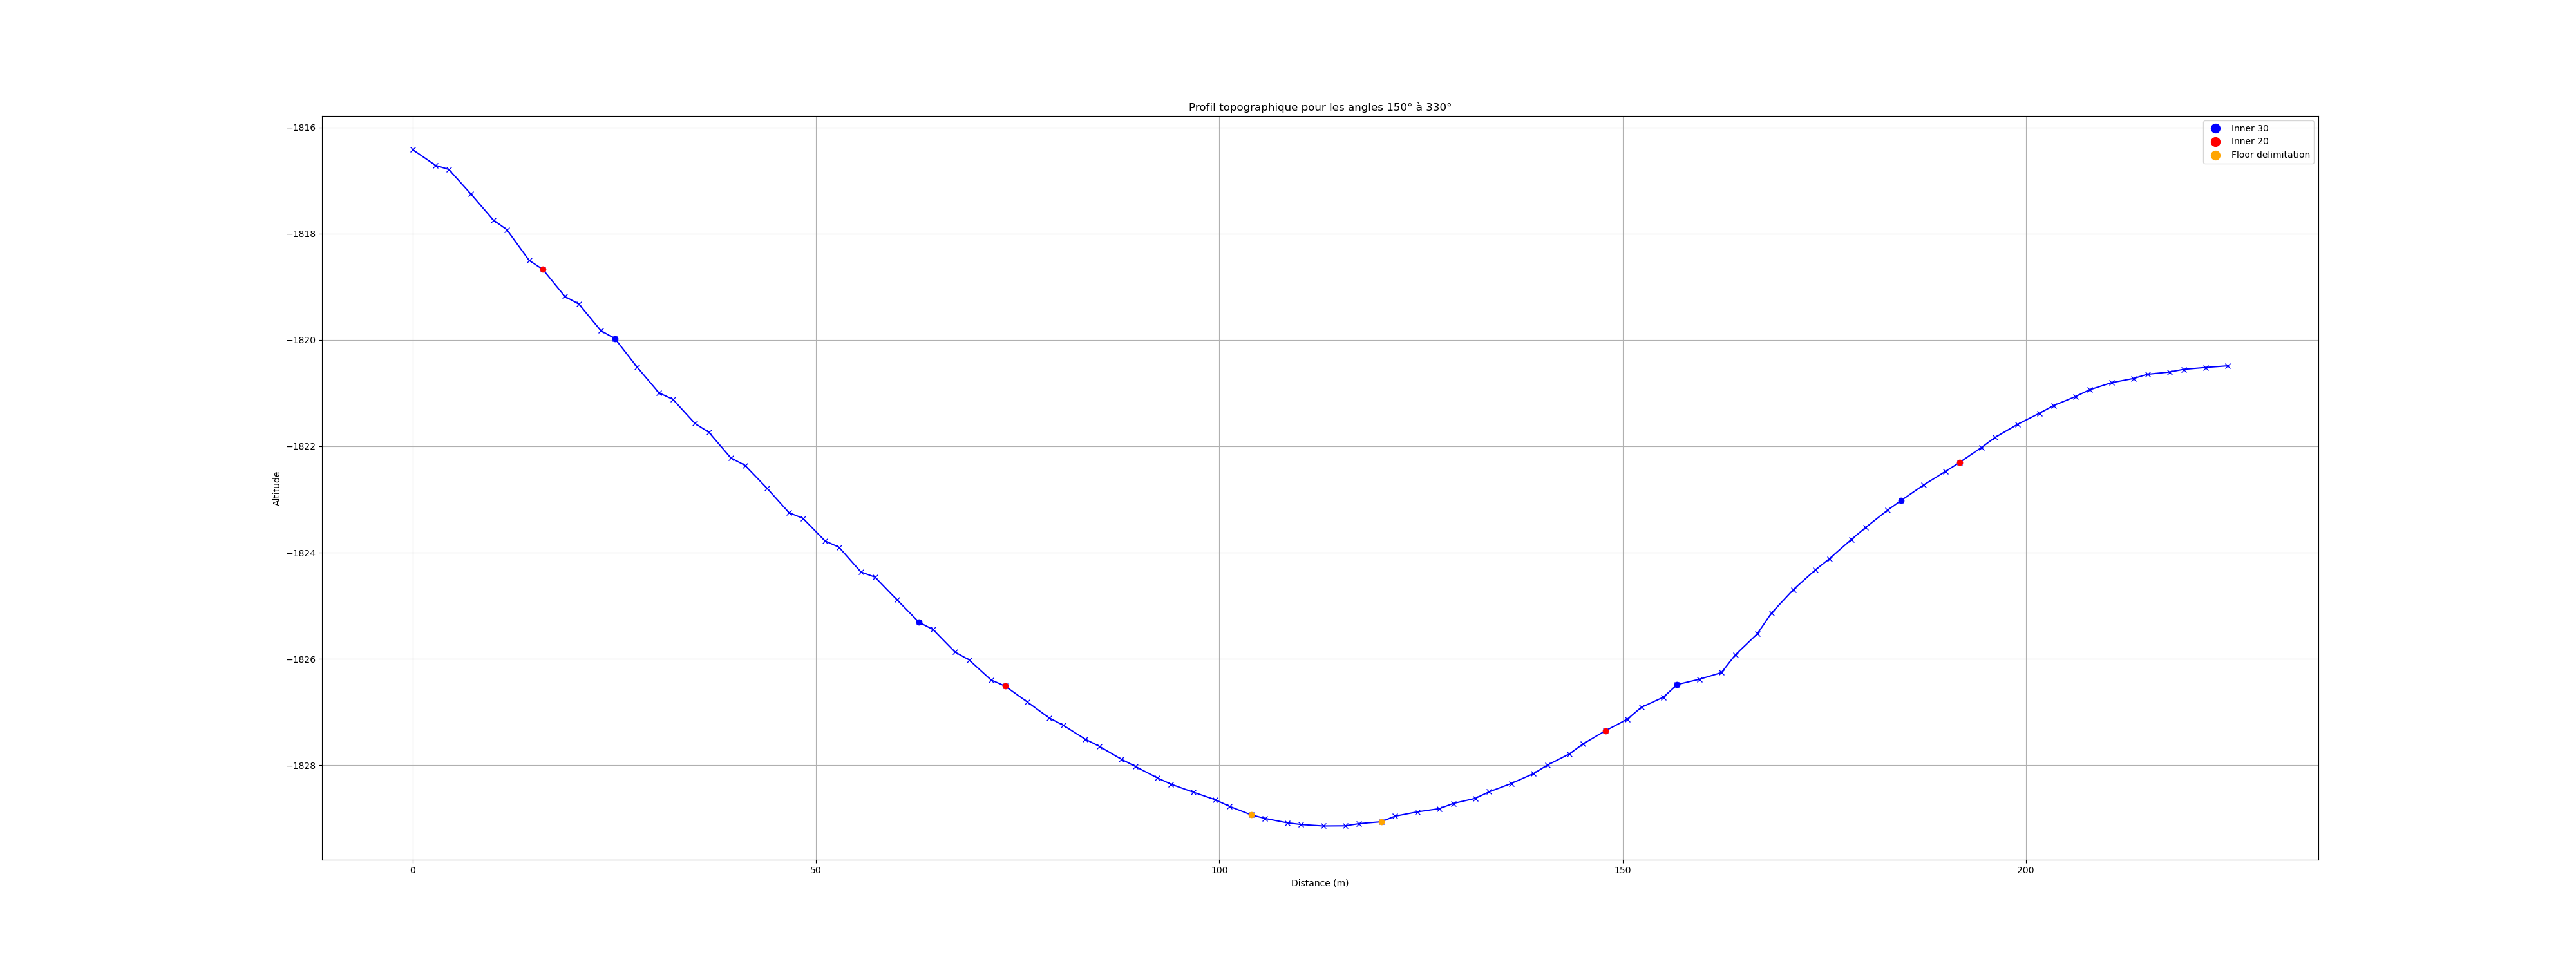 Profil topographique pour les angles 150° à 330°
−1816
−1818
−1820
−1822
−1824
−1826
−1828
Altitude
Inner 30
Inner 20
Floor delimitation
0
50
100
150
200
Distance (m)